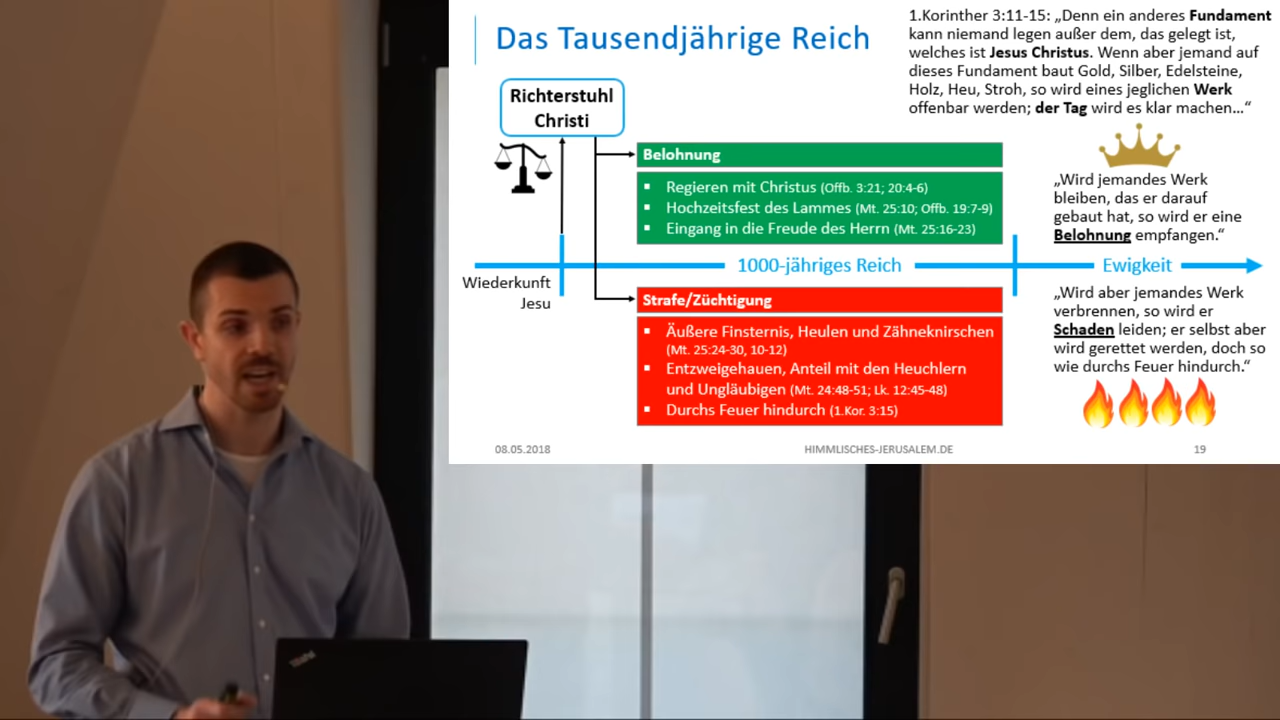 Das Tausendjährige Reich
1.Korinther 3:11-15: „Denn ein anderes Fundament
kann niemand legen außer dem, das gelegt ist,
welches ist Jesus Christus. Wenn aber jemand auf
dieses Fundament baut Gold, Silber, Edelsteine,
Holz, Heu, Stroh, so wird eines jeglichen Werk
offenbar werden; der Tag wird es klar machen…“
Richterstuhl
Christi
Belohnung
▪ Regieren mit Christus (Offb. 3:21; 20:4-6)
▪ Hochzeitsfest des Lammes (Mt. 25:10; Offb. 19:7-9)
▪ Eingang in die Freude des Herrn (Mt. 25:16-23)
„Wird jemandes Werk
bleiben, das er darauf
gebaut hat, so wird er eine
Belohnung empfangen.“
1000-jähriges Reich
Ewigkeit
Wiederkunft
Jesu
Strafe/Züchtigung
▪ Äußere Finsternis, Heulen und Zähneknirschen
(Mt. 25:24-30, 10-12)
▪ Entzweigehauen, Anteil mit den Heuchlern
und Ungläubigen (Mt. 24:48-51; Lk. 12:45-48)
▪ Durchs Feuer hindurch (1.Kor. 3:15)
„Wird aber jemandes Werk
verbrennen, so wird er
Schaden leiden; er selbst aber
wird gerettet werden, doch so
wie durchs Feuer hindurch.“
08.05.2018
HIMMLISCHES-JERUSALEM.DE
19
ThinkPad